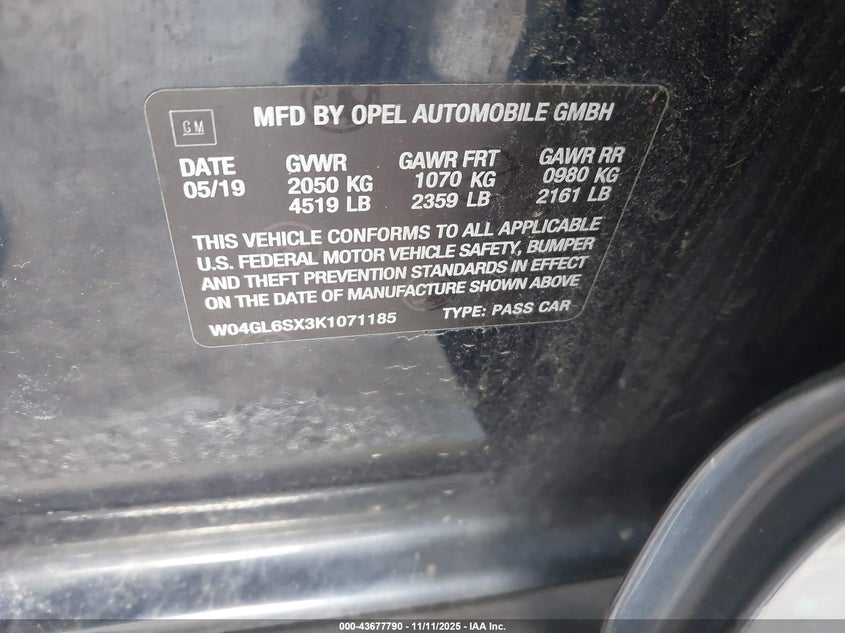 GM
MFD BY OPEL AUTOMOBILE GMBH
DATE GVWR GAWR FRT GAWR RR
05/19 2050 KG 1070 KG 0980 KG
4519 LB 2359 LB 2161 LB
THIS VEHICLE CONFORMS TO ALL APPLICABLE
U.S. FEDERAL MOTOR VEHICLE SAFETY, BUMPER
AND THEFT PREVENTION STANDARDS IN EFFECT
ON THE DATE OF MANUFACTURE SHOWN ABOVE
W04GL6SX3K1071185 TYPE: PASS CAR
000-43677790 - 11/11/2025 - IAA Inc.